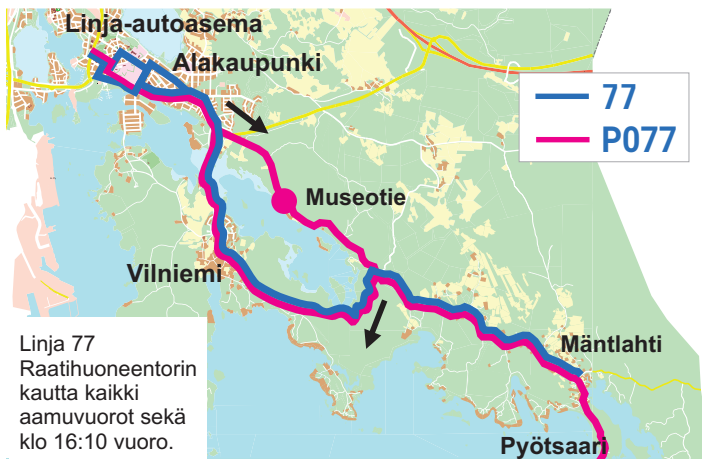 Linja-autoasema
Alakaupunki
77
P077
Museotie
Vilniemi
Mäntlahti
Linja 77
Raatihuoneentorin
kautta kaikki
aamuvuorot sekä
klo 16:10 vuoro.
Pyötsaari